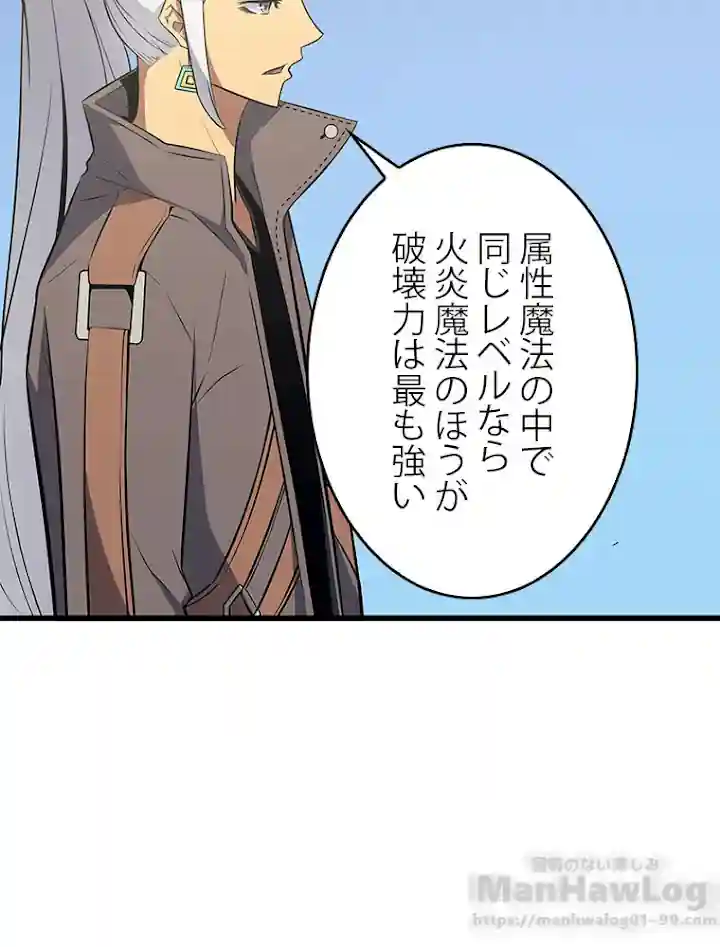 属性魔法の中で
同じレベルなら
火炎魔法のほうが
破壊力は最も強い
ManHawLog
https://manhwalog01-99.com/